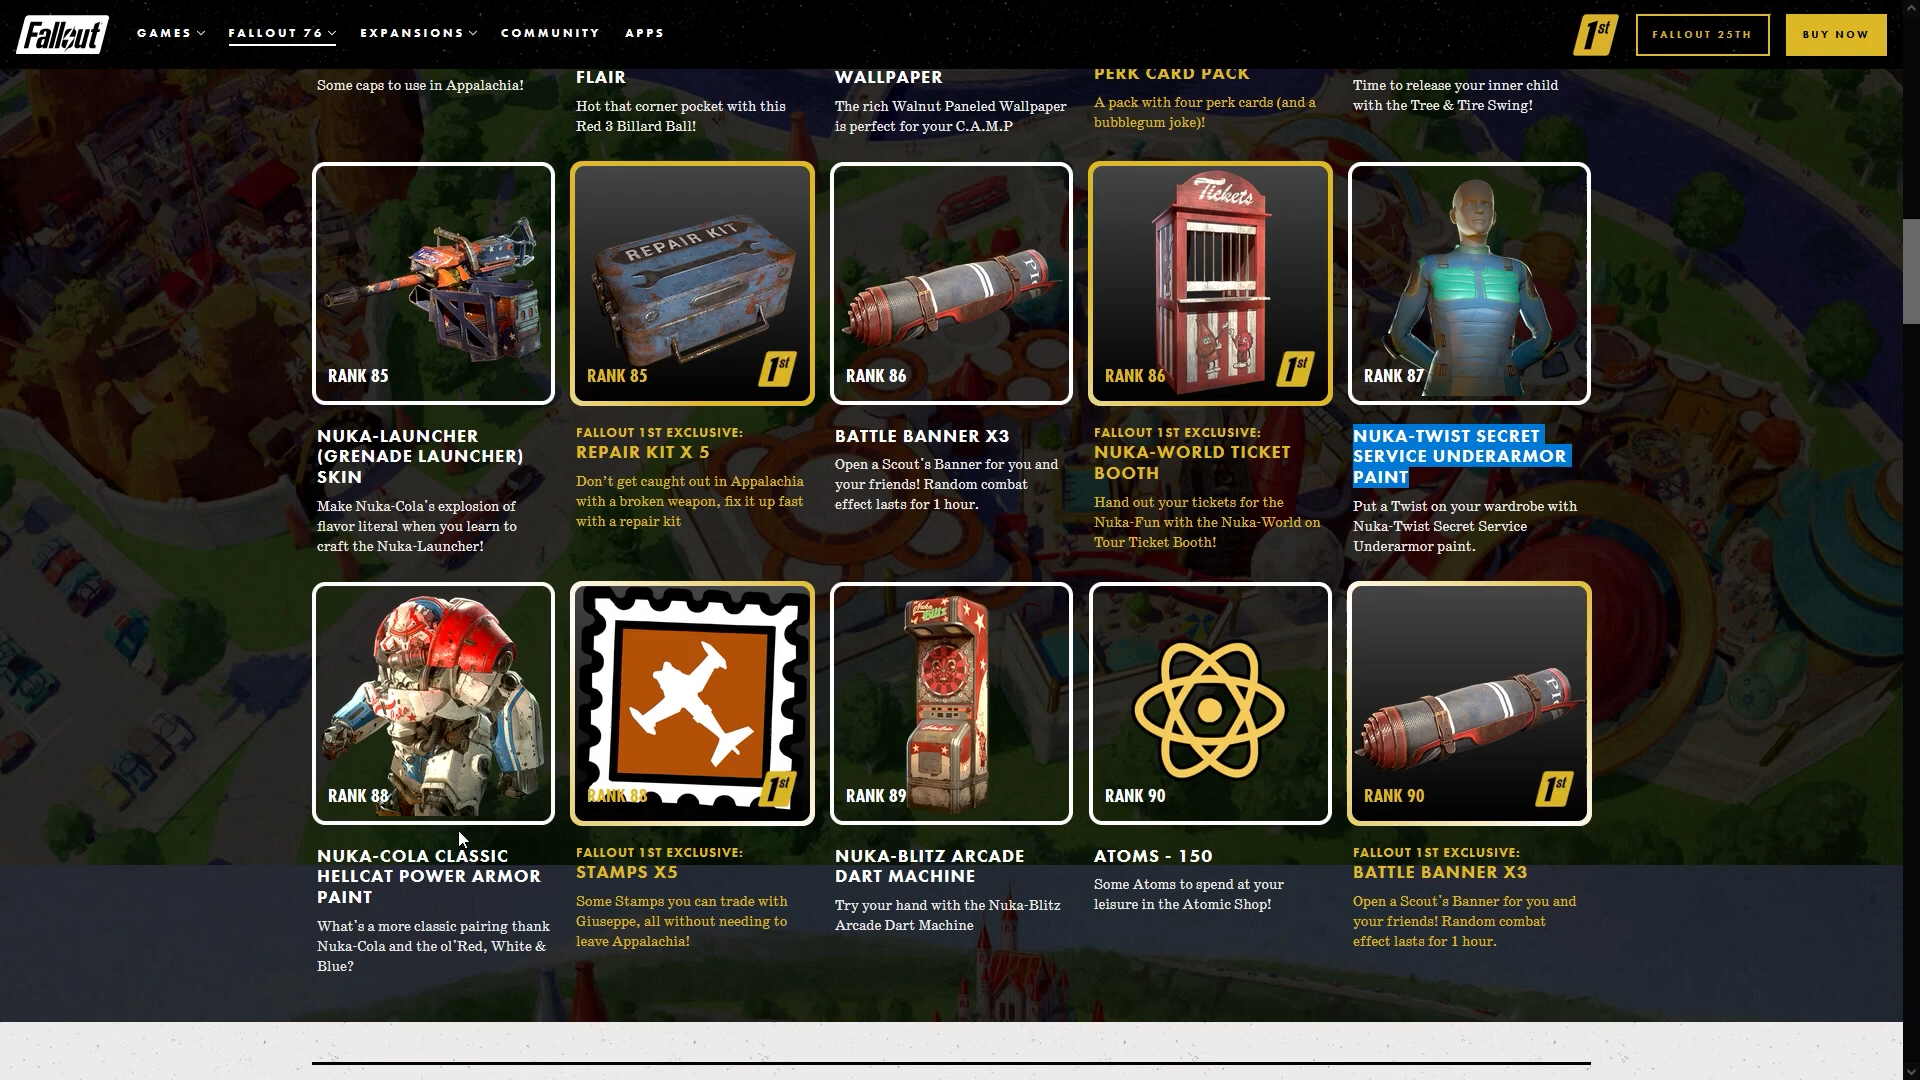 Fallout
GAMES
FALLOUT 76
EXPANSIONS
COMMUNITY
APPS
1st
FALLOUT 25TH
BUY NOW
Some caps to use in Appalachia!
FLAIR
Hot that corner pocket with this
Red 3 Billard Ball!
WALLPAPER
The rich Walnut Paneled Wallpaper
is perfect for your C.A.M.P
PERK CARD PACK
A pack with four perk cards (and a
bubblegum joke)!
Time to release your inner child
with the Tree & Tire Swing!
RANK 85
REPAIR KIT
RANK 85
1st
RANK 86
Tickets
RANK 86
1st
RANK 87
NUKA-LAUNCHER
(GRENADE LAUNCHER)
SKIN
Make Nuka-Cola's explosion of
flavor literal when you learn to
craft the Nuka-Launcher!
FALLOUT 1ST EXCLUSIVE:
REPAIR KIT X 5
Don't get caught out in Appalachia
with a broken weapon, fix it up fast
with a repair kit
BATTLE BANNER X3
Open a Scout's Banner for you and
your friends! Random combat
effect lasts for 1 hour.
FALLOUT 1ST EXCLUSIVE:
NUKA-WORLD TICKET
BOOTH
Hand out your tickets for the
Nuka-Fun with the Nuka-World on
Tour Ticket Booth!
NUKA-TWIST SECRET
SERVICE UNDERARMOR
PAINT
Put a Twist on your wardrobe with
Nuka-Twist Secret Service
Underarmor paint.
RANK 88
RANK 88
1st
Nuka
Blitz
RANK 89
RANK 90
RANK 90
1st
NUKA-COLA CLASSIC
HELLCAT POWER ARMOR
PAINT
What's a more classic pairing thank
Nuka-Cola and the ol'Red, White &
Blue?
FALLOUT 1ST EXCLUSIVE:
STAMPS X5
Some Stamps you can trade with
Giuseppe, all without needing to
leave Appalachia!
NUKA-BLITZ ARCADE
DART MACHINE
Try your hand with the Nuka-Blitz
Arcade Dart Machine
ATOMS - 150
Some Atoms to spend at your
leisure in the Atomic Shop!
FALLOUT 1ST EXCLUSIVE:
BATTLE BANNER X3
Open a Scout's Banner for you and
your friends! Random combat
effect lasts for 1 hour.